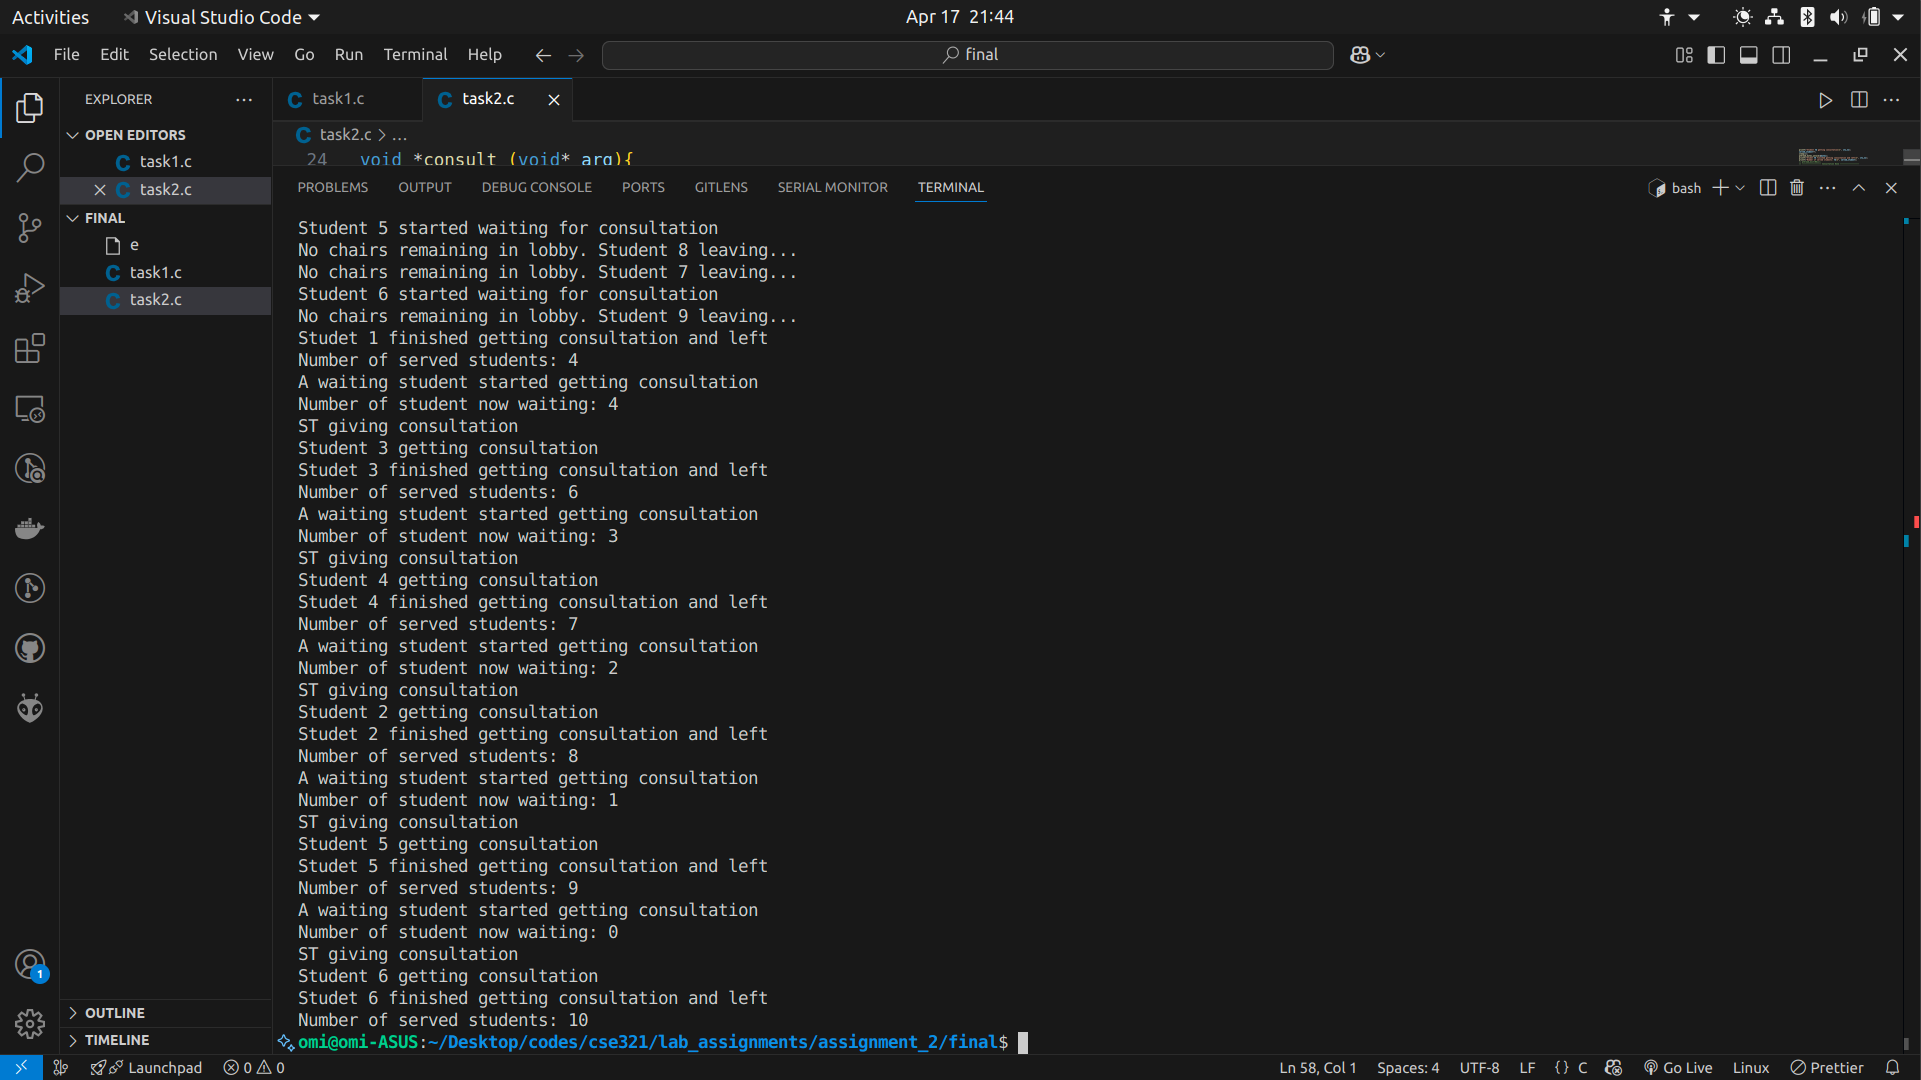 Activities
Visual Studio Code
Apr 17 21:44
File Edit Selection View Go Run Terminal Help
final
EXPLORER
task1.c
task2.c
OPEN EDITORS
task1.c
task2.c
FINAL
e
task1.c
task2.c
OUTLINE
TIMELINE
1
task2.c > ...
24 void *consult (void* arg){
PROBLEMS OUTPUT DEBUG CONSOLE PORTS GITLENS SERIAL MONITOR TERMINAL
bash
Student 5 started waiting for consultation
No chairs remaining in lobby. Student 8 leaving...
No chairs remaining in lobby. Student 7 leaving...
Student 6 started waiting for consultation
No chairs remaining in lobby. Student 9 leaving...
Studet 1 finished getting consultation and left
Number of served students: 4
A waiting student started getting consultation
Number of student now waiting: 4
ST giving consultation
Student 3 getting consultation
Studet 3 finished getting consultation and left
Number of served students: 6
A waiting student started getting consultation
Number of student now waiting: 3
ST giving consultation
Student 4 getting consultation
Studet 4 finished getting consultation and left
Number of served students: 7
A waiting student started getting consultation
Number of student now waiting: 2
ST giving consultation
Student 2 getting consultation
Studet 2 finished getting consultation and left
Number of served students: 8
A waiting student started getting consultation
Number of student now waiting: 1
ST giving consultation
Student 5 getting consultation
Studet 5 finished getting consultation and left
Number of served students: 9
A waiting student started getting consultation
Number of student now waiting: 0
ST giving consultation
Student 6 getting consultation
Studet 6 finished getting consultation and left
Number of served students: 10
omi@omi-ASUS:~/Desktop/codes/cse321/lab_assignments/assignment_2/final$
Launchpad 0 0
Ln 58, Col 1 Spaces: 4 UTF-8 LF {} C Go Live Linux Prettier